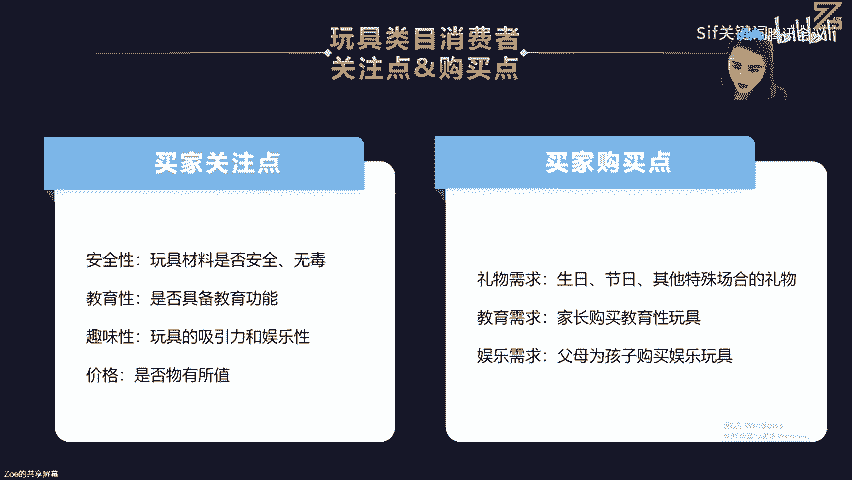 玩具类目消费者
关注点&购买点
Sif关键词
买家关注点
安全性：玩具材料是否安全、无毒
教育性：是否具备教育功能
趣味性：玩具的吸引力和娱乐性
价格：是否物有所值
买家购买点
礼物需求：生日、节日、其他特殊场合的礼物
教育需求：家长购买教育性玩具
娱乐需求：父母为孩子购买娱乐玩具
Zoe的共享屏幕